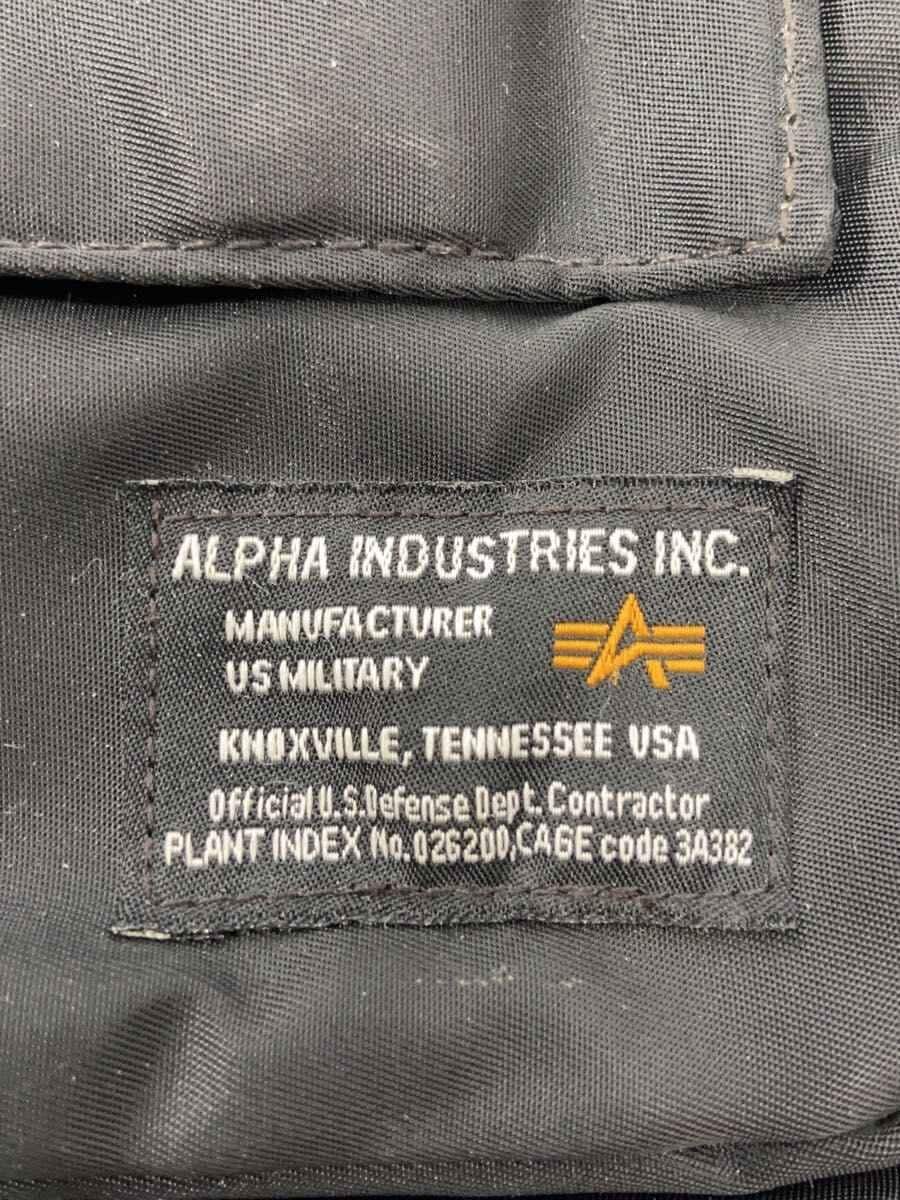 ALPHA INDUSTRIES INC.
MANUFACTURER
US MILITARY
KNOXVILLE, TENNESSEE USA
Official U.S.Defense Dept. Contractor
PLANT INDEX No.026200,CAGE code 3A382